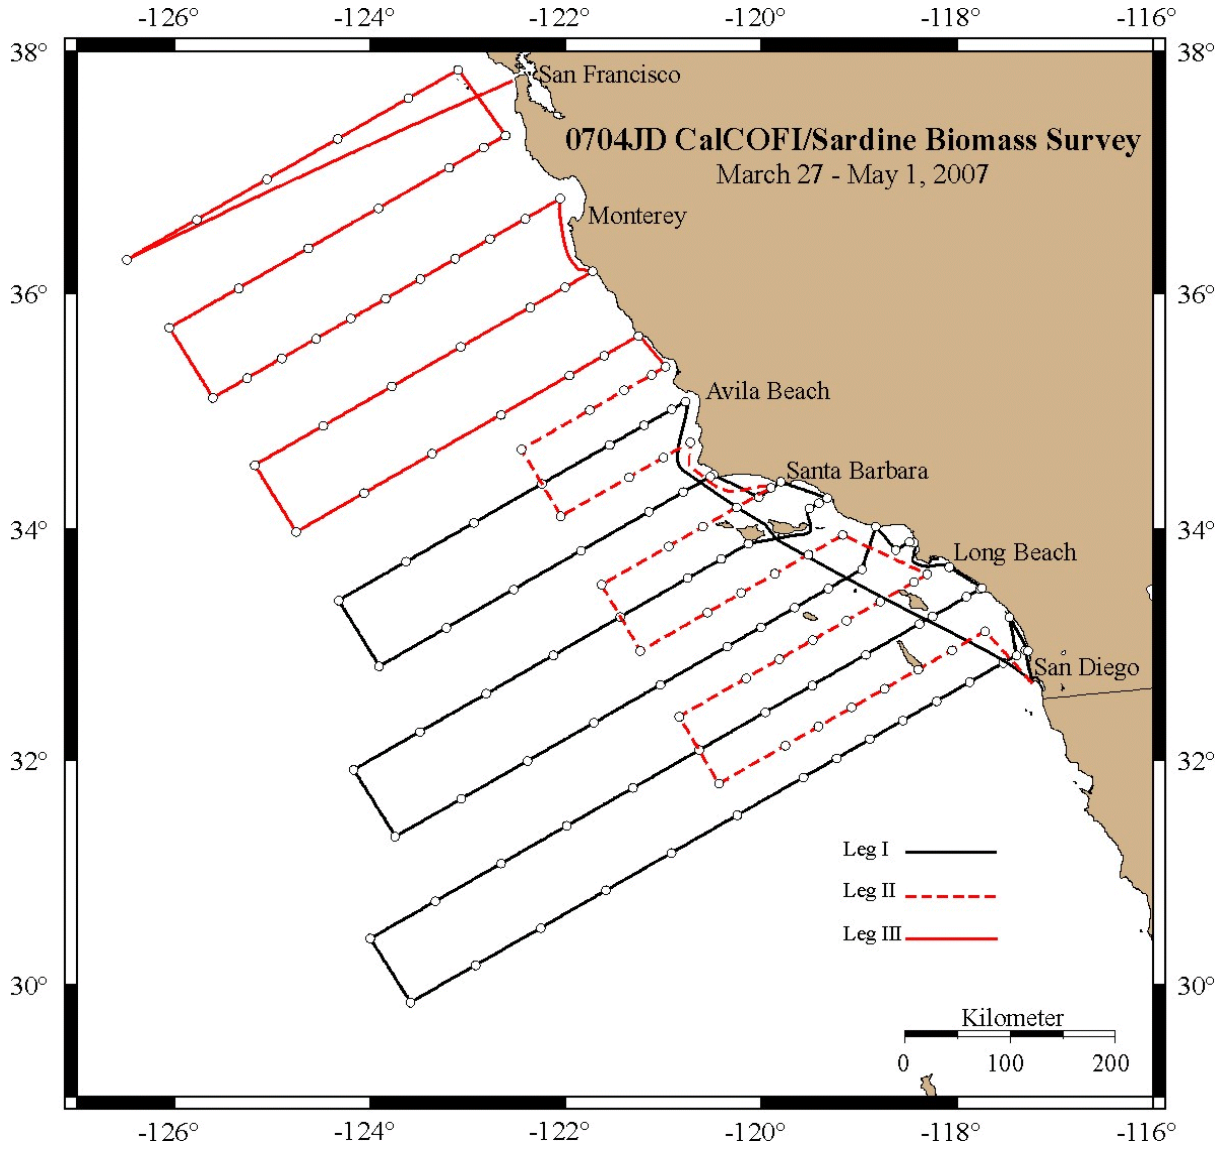 -126° -124° -122° -120° -118° -116°
38° 38°
San Francisco
0704JD CalCOFI/Sardine Biomass Survey
March 27 - May 1, 2007
Monterey
36° 36°
Avila Beach
Santa Barbara
34° 34°
Long Beach
San Diego
32° 32°
Leg I
Leg II
Leg III
30° 30°
Kilometer
0 100 200
-126° -124° -122° -120° -118° -116°